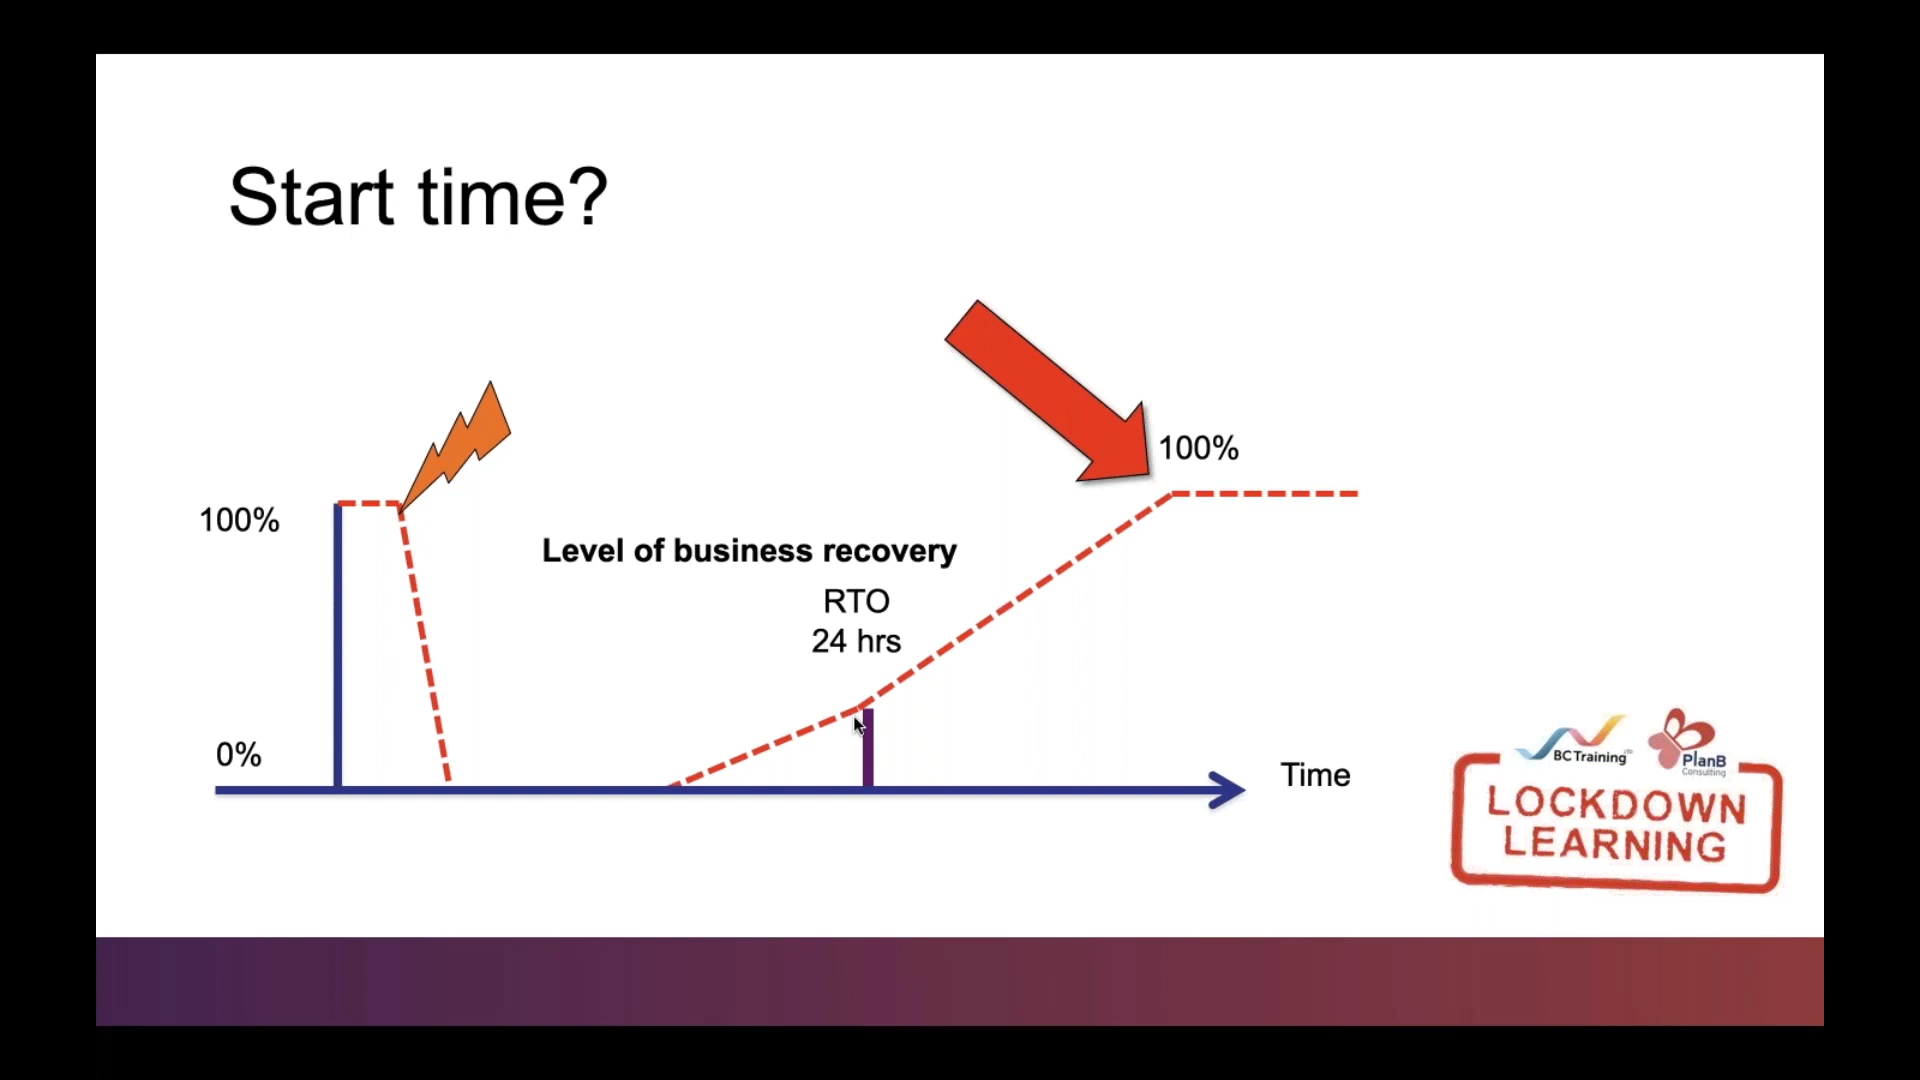 Start time?
100%
100%
Level of business recovery
RTO
24 hrs
0%
Time
BC Training LTD
PlanB
Consulting
LOCKDOWN
LEARNING